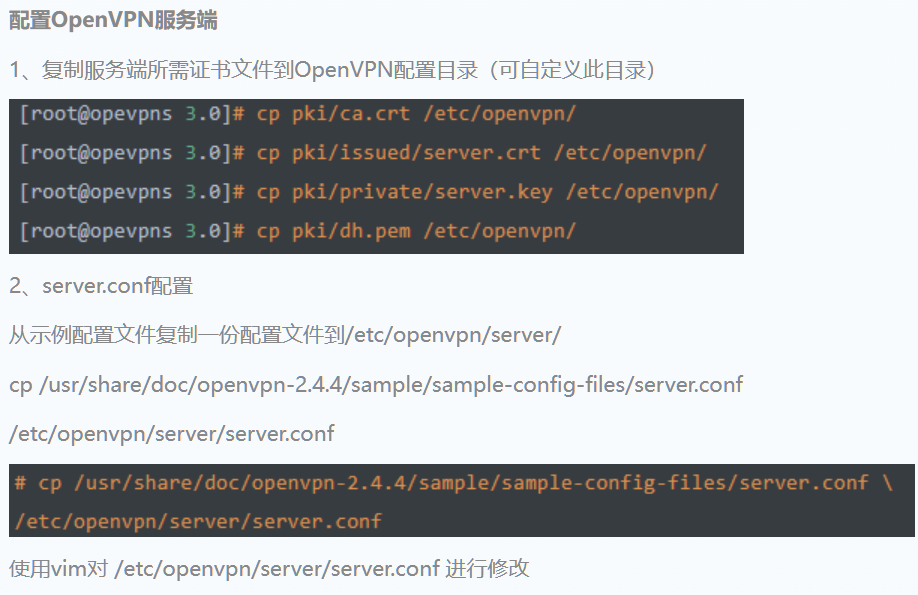 配置OpenVPN服务端
1、复制服务端所需证书文件到OpenVPN配置目录（可自定义此目录）
[root@opevpns 3.0]# cp pki/ca.crt /etc/openvpn/
[root@opevpns 3.0]# cp pki/issued/server.crt /etc/openvpn/
[root@opevpns 3.0]# cp pki/private/server.key /etc/openvpn/
[root@opevpns 3.0]# cp pki/dh.pem /etc/openvpn/
2、server.conf配置
从示例配置文件复制一份配置文件到/etc/openvpn/server/
cp /usr/share/doc/openvpn-2.4.4/sample/sample-config-files/server.conf
/etc/openvpn/server/server.conf
# cp /usr/share/doc/openvpn-2.4.4/sample/sample-config-files/server.conf \
/etc/openvpn/server/server.conf
使用vim对 /etc/openvpn/server/server.conf 进行修改